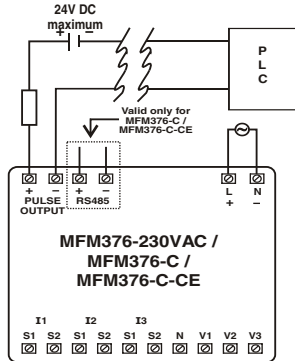 24V DC
maximum
+ −
P
L
C
Valid only for
MFM376-C /
MFM376-C-CE
+ − + − L N
PULSE
OUTPUT
RS485
+ −
MFM376-230VAC /
MFM376-C /
MFM376-C-CE
I1 I2 I3
S1 S2 S1 S2 S1 S2 N V1 V2 V3